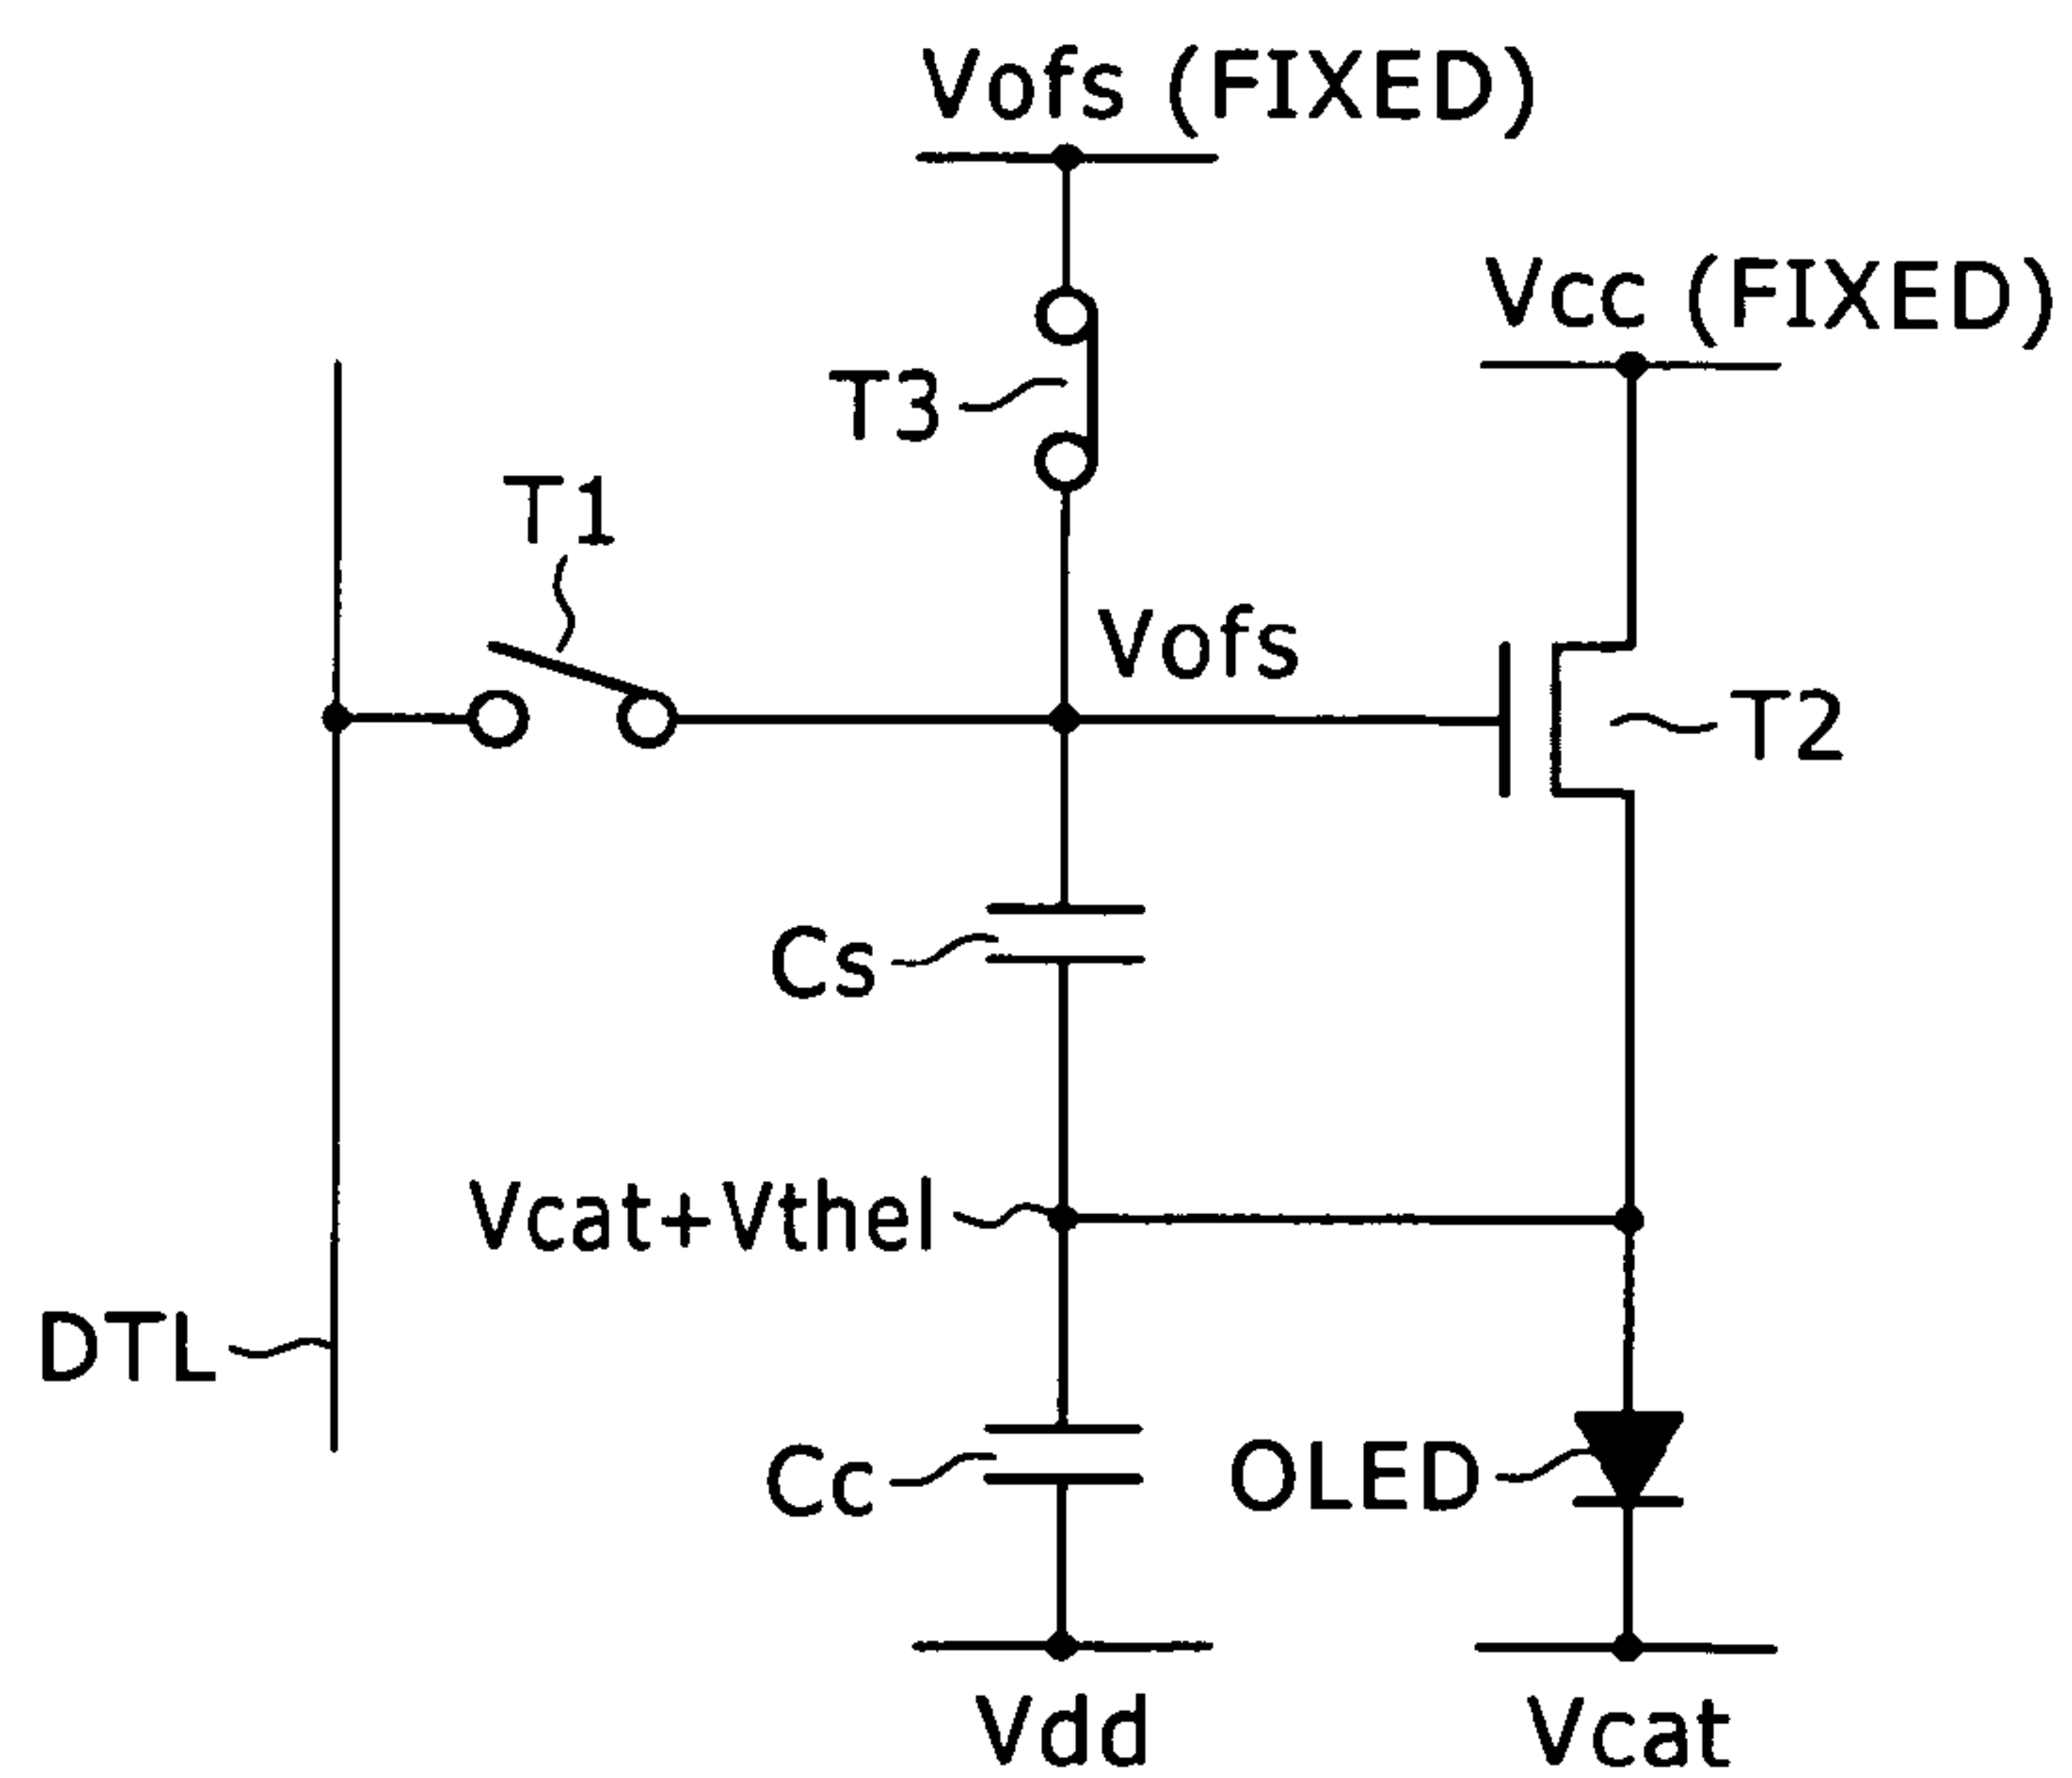 Vofs (FIXED)
Vcc (FIXED)
T3
T1
Vofs
T2
Cs
Vcat+Vthel
DTL
Cc
OLED
Vdd
Vcat